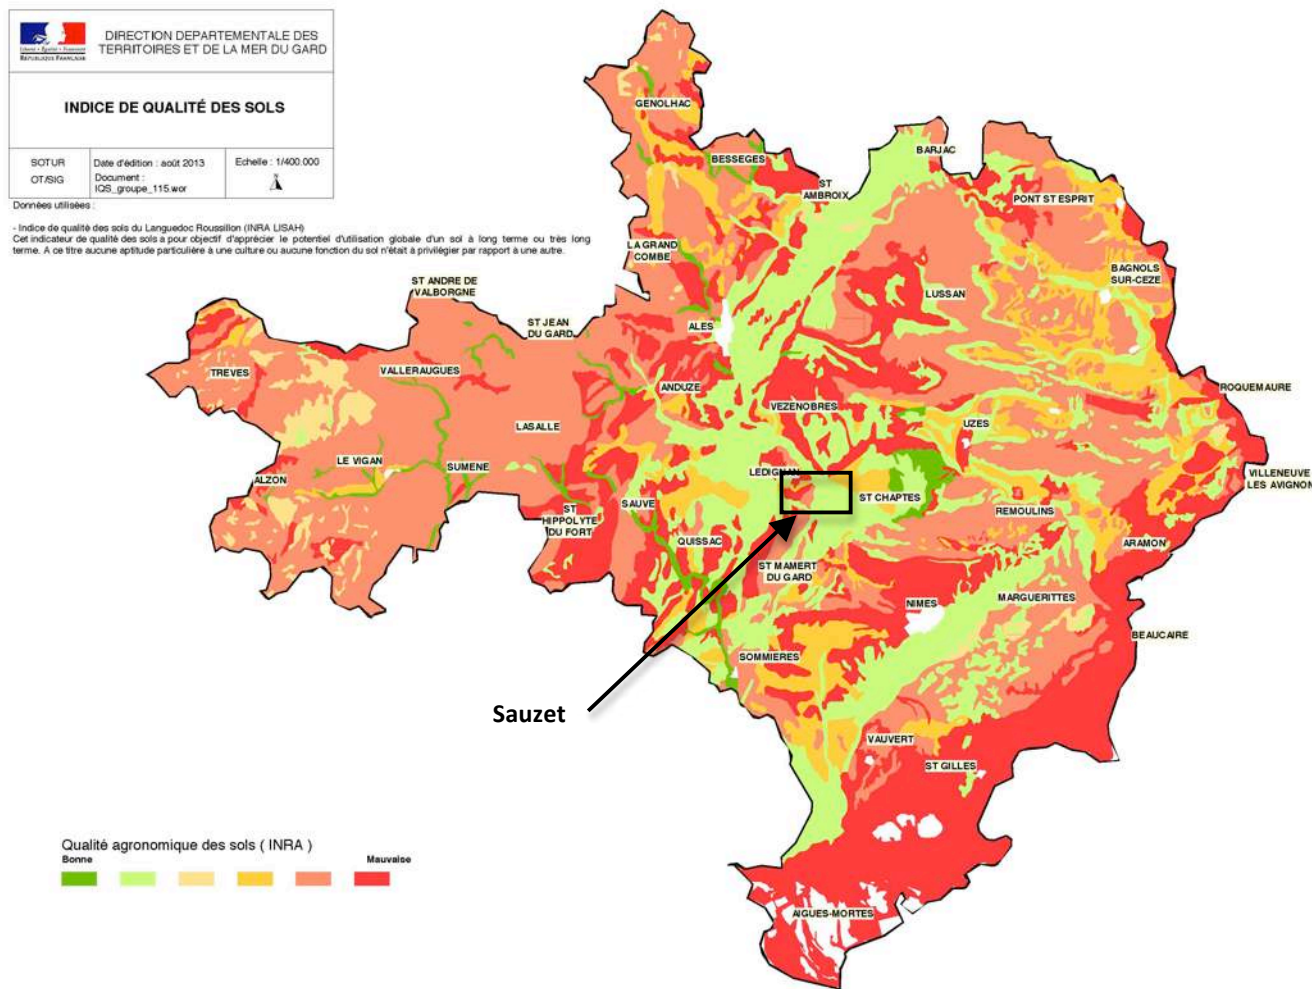 Liberté • Égalité • Fraternité
RÉPUBLIQUE FRANÇAISE
DIRECTION DEPARTEMENTALE DES
TERRITOIRES ET DE LA MER DU GARD
INDICE DE QUALITÉ DES SOLS
SOTUR
OT/SIG
Date d'édition : août 2013
Document :
IQS_groupe_115.wor
Echelle : 1/400.000
Données utilisées :
- Indice de qualité des sols du Languedoc Roussillon (INRA LISAH)
Cet indicateur de qualité des sols a pour objectif d'apprécier le potentiel d'utilisation globale d'un sol à long terme ou très long
terme. A ce titre aucune aptitude particulière à une culture ou aucune fonction du sol n'était à privilégier par rapport à une autre.
GENOLHAC
BESSEGES
BARJAC
ST
AMBROIX
PONT ST ESPRIT
LA GRAND
COMBE
BAGNOLS
SUR-CEZE
ST ANDRE DE
VALBORGNE
LUSSAN
ST JEAN
DU GARD
ALES
TREVES
VALLERAUGUES
ANDUZE
ROQUEMAURE
VEZENOBRES
LASALLE
UZES
LE VIGAN
SUMENE
LEDIGNAN
VILLENEUVE
LES AVIGNON
ALZON
SAUVE
ST CHAPTES
ST
HIPPOLYTE
DU FORT
REMOULINS
QUISSAC
ARAMON
ST MAMERT
DU GARD
NIMES
MARGUERITTES
BEAUCAIRE
SOMMIERES
Sauzet
VAUVERT
ST GILLES
Qualité agronomique des sols ( INRA )
Bonne
Mauvaise
AIGUES-MORTES